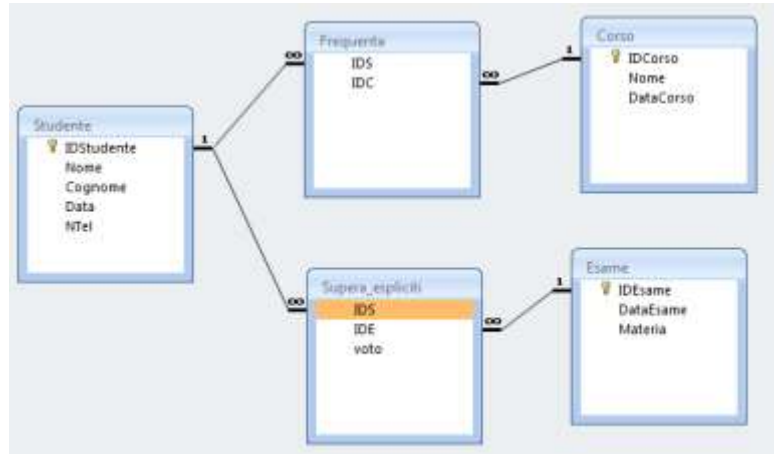 Studente
IDStudente
Nome
Cognome
Data
NTel
1
∞
∞
Frequenta
IDS
IDC
∞
1
Corso
IDCorso
Nome
DataCorso
Supera_espliciti
IDS
IDE
voto
∞
1
Esame
IDEsame
DataEsame
Materia